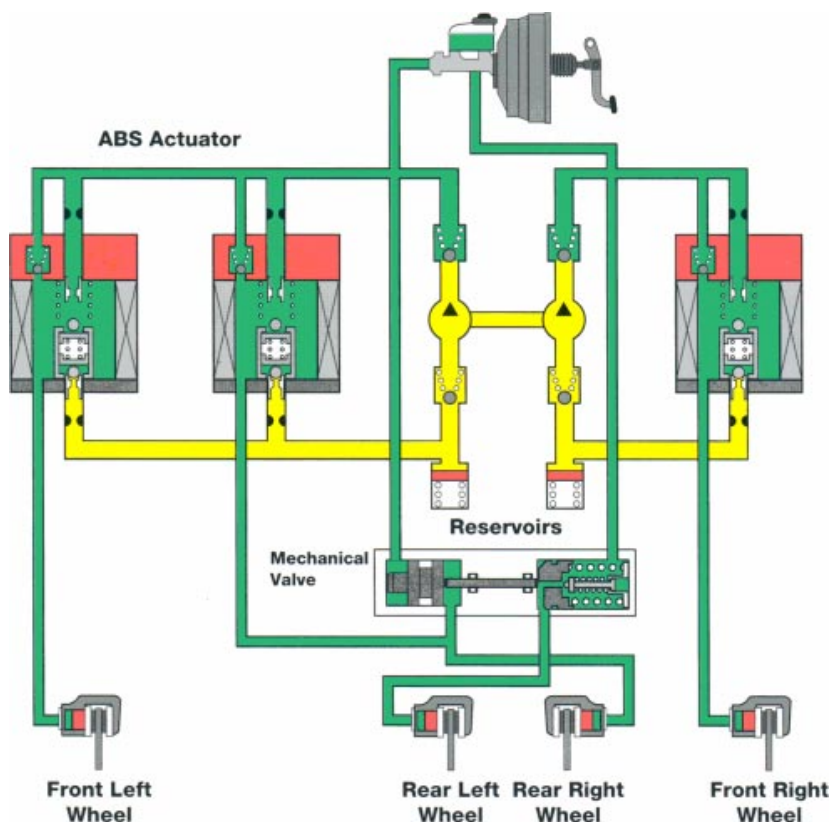 ABS Actuator
Reservoirs
Mechanical
Valve
Front Left
Wheel
Rear Left
Wheel
Rear Right
Wheel
Front Right
Wheel